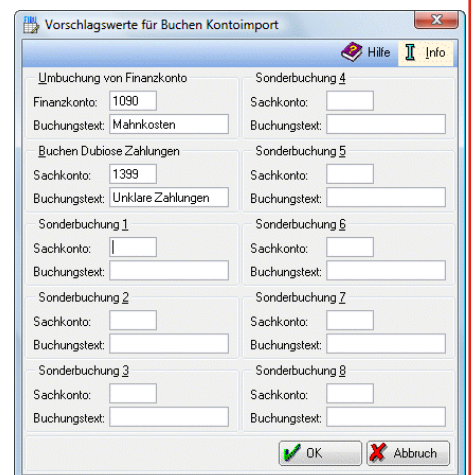 Vorschlagswerte für Buchen Kontoimport
Hilfe Info
Umbuchung von Finanzkonto
Finanzkonto: 1090
Buchungstext: Mahnkosten
Buchen Dubiose Zahlungen
Sachkonto: 1399
Buchungstext: Unklare Zahlungen
Sonderbuchung 1
Sachkonto:
Buchungstext:
Sonderbuchung 2
Sachkonto:
Buchungstext:
Sonderbuchung 3
Sachkonto:
Buchungstext:
Sonderbuchung 4
Sachkonto:
Buchungstext:
Sonderbuchung 5
Sachkonto:
Buchungstext:
Sonderbuchung 6
Sachkonto:
Buchungstext:
Sonderbuchung 7
Sachkonto:
Buchungstext:
Sonderbuchung 8
Sachkonto:
Buchungstext:
OK Abbruch